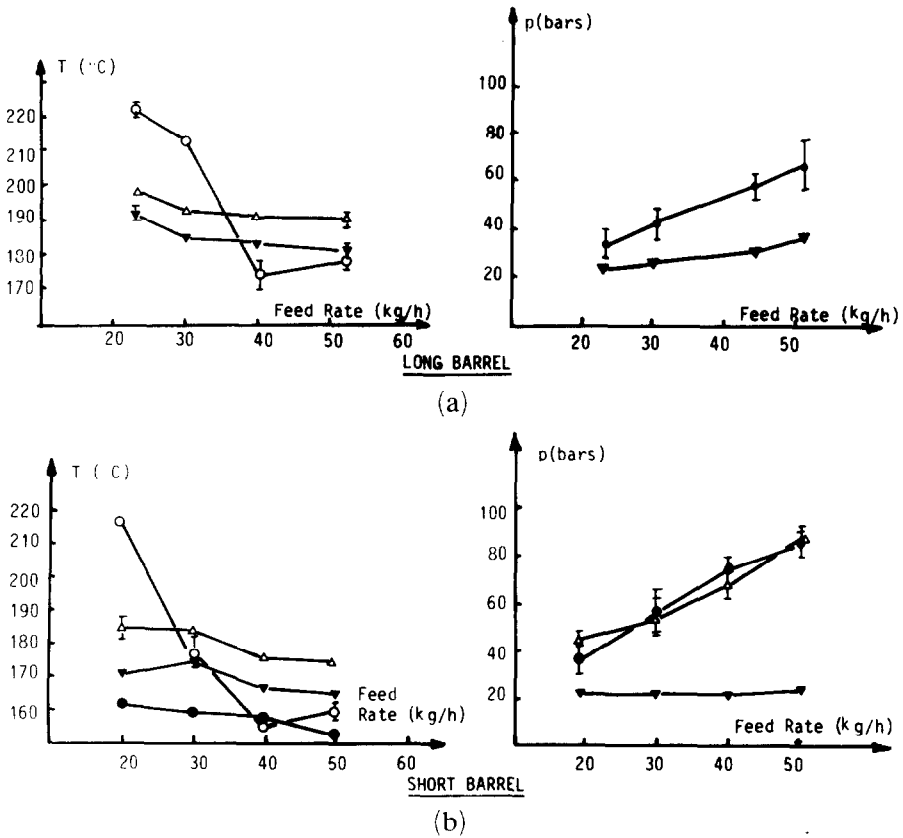 T (°C)
220
210
200
190
180
170
Feed Rate (kg/h)
20 30 40 50 60
p(bars)
100
80
60
40
20
Feed Rate (kg/h)
20 30 40 50
LONG BARREL
(a)
T ( C)
220
210
200
190
180
170
160
Feed
Rate (kg/h)
20 30 40 50 60
p(bars)
100
80
60
40
20
Feed Rate (kg/h)
20 30 40 50
SHORT BARREL
(b)